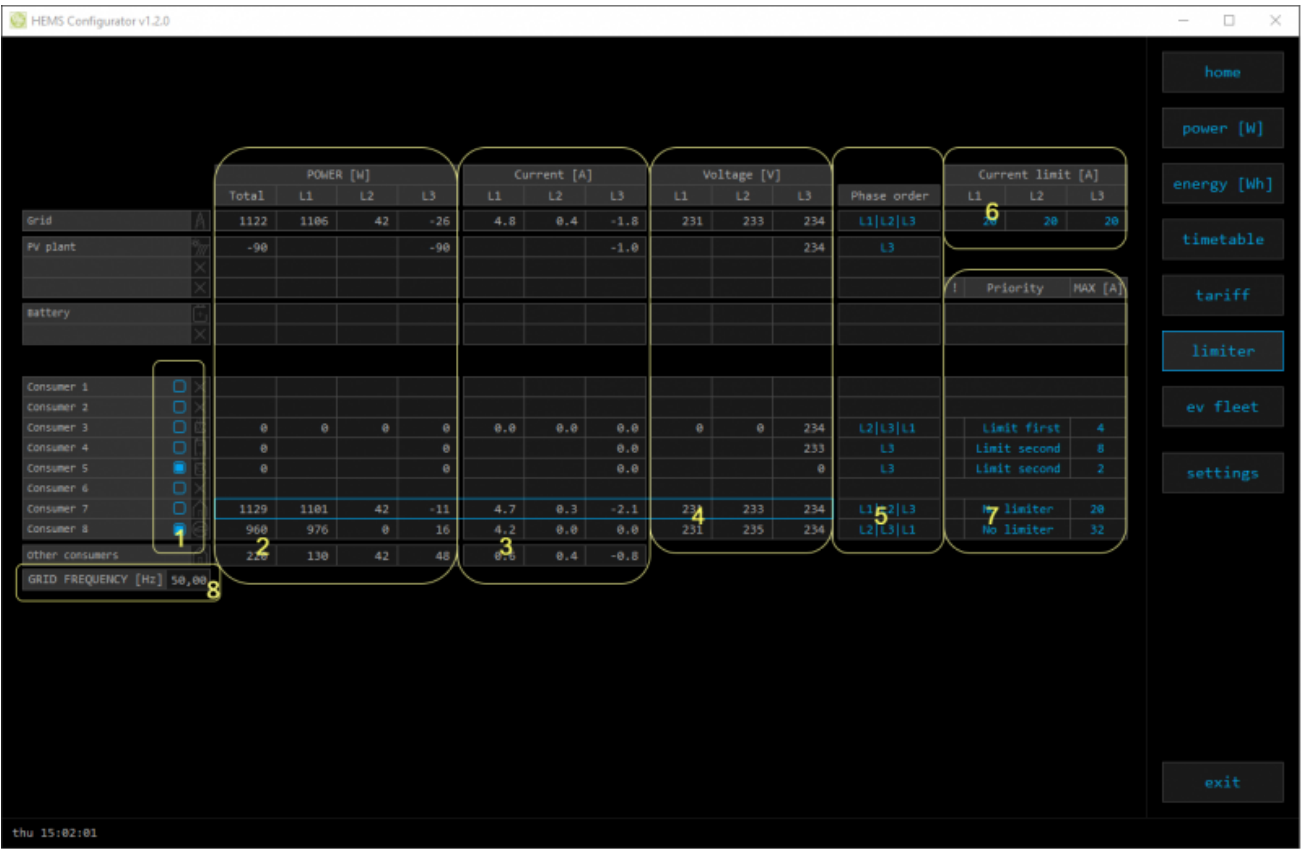 HEMS Configurator v1.2.0
home
power [W]
energy [Wh]
timetable
tariff
limiter
ev fleet
settings
exit
POWER [W] Current [A] Voltage [V] Current limit [A]
Total L1 L2 L3 L1 L2 L3 L1 L2 L3 Phase order L1 L2 L3
Grid 1122 1106 42 -26 4.8 0.4 -1.8 231 233 234 L1|L2|L3 20 20 20
6
PV plant -90 -90 -1.0 234 L3
! Priority MAX [A]
Battery
Consumer 1
Consumer 2
Consumer 3 0 0 0 0 0.0 0.0 0.0 0 0 234 L2|L3|L1 Limit first 4
Consumer 4 0 0 0.0 233 L3 Limit second 8
Consumer 5 0 0 0.0 0 L3 Limit second 2
Consumer 6
Consumer 7 1129 1101 42 -11 4.7 0.3 -2.1 231 233 234 L1|L2|L3 No limiter 20
Consumer 8 960 976 0 16 4.2 0.0 0.0 231 235 234 L2|L3|L1 No limiter 32
1 2 3 4 5 7
Other consumers 220 130 42 48 0.6 0.4 -0.8
GRID FREQUENCY [Hz] 50,00
8
thu 15:02:01